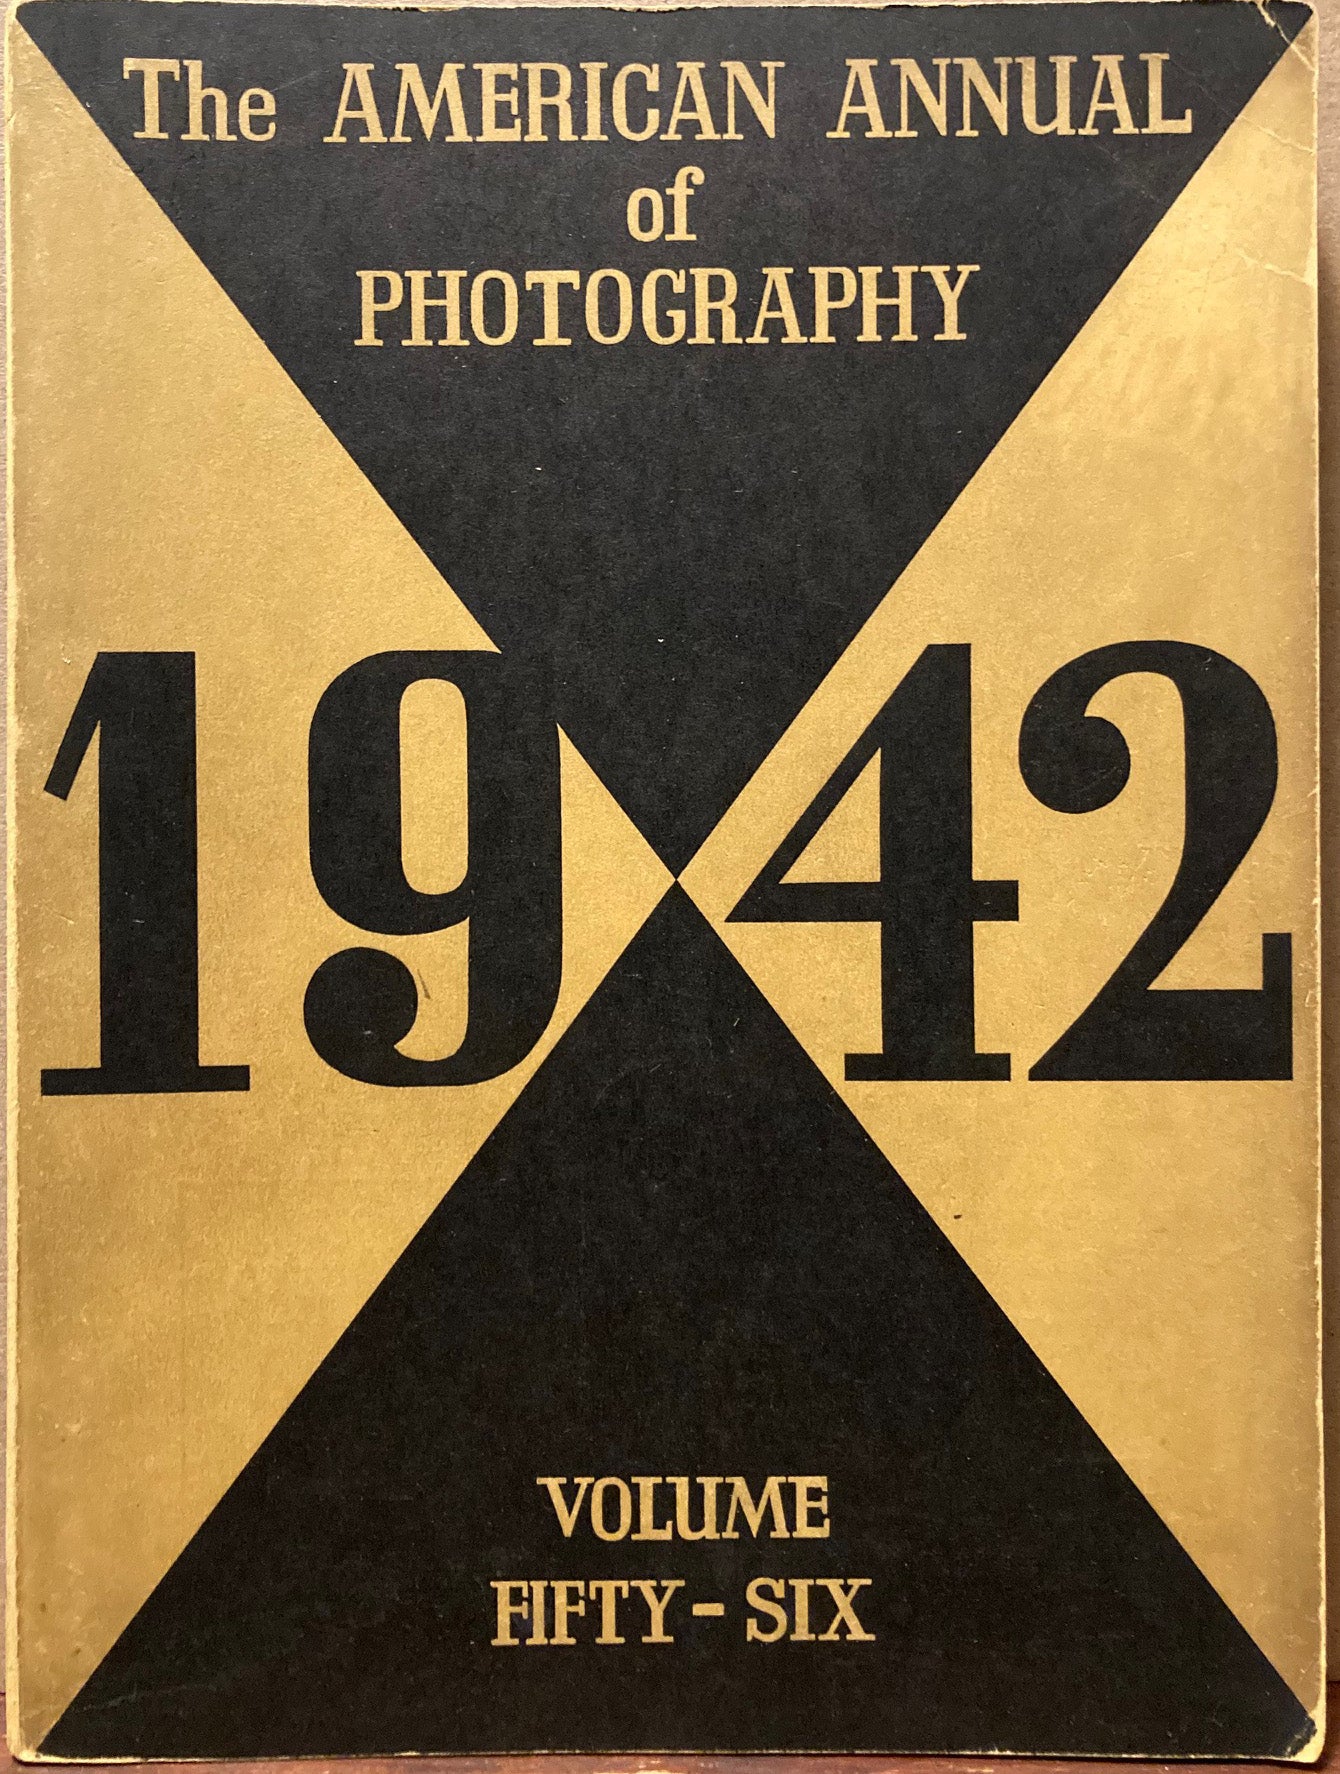 The AMERICAN ANNUAL
of
PHOTOGRAPHY
1942
VOLUME
FIFTY-SIX